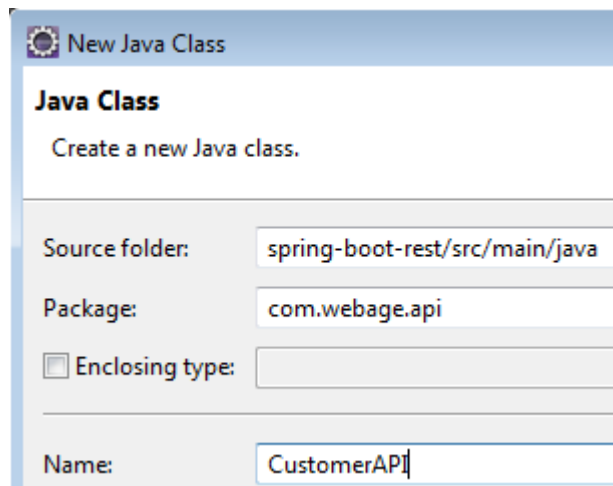 New Java Class
Java Class
Create a new Java class.
Source folder: spring-boot-rest/src/main/java
Package: com.webage.api
Enclosing type:
Name: CustomerAPI